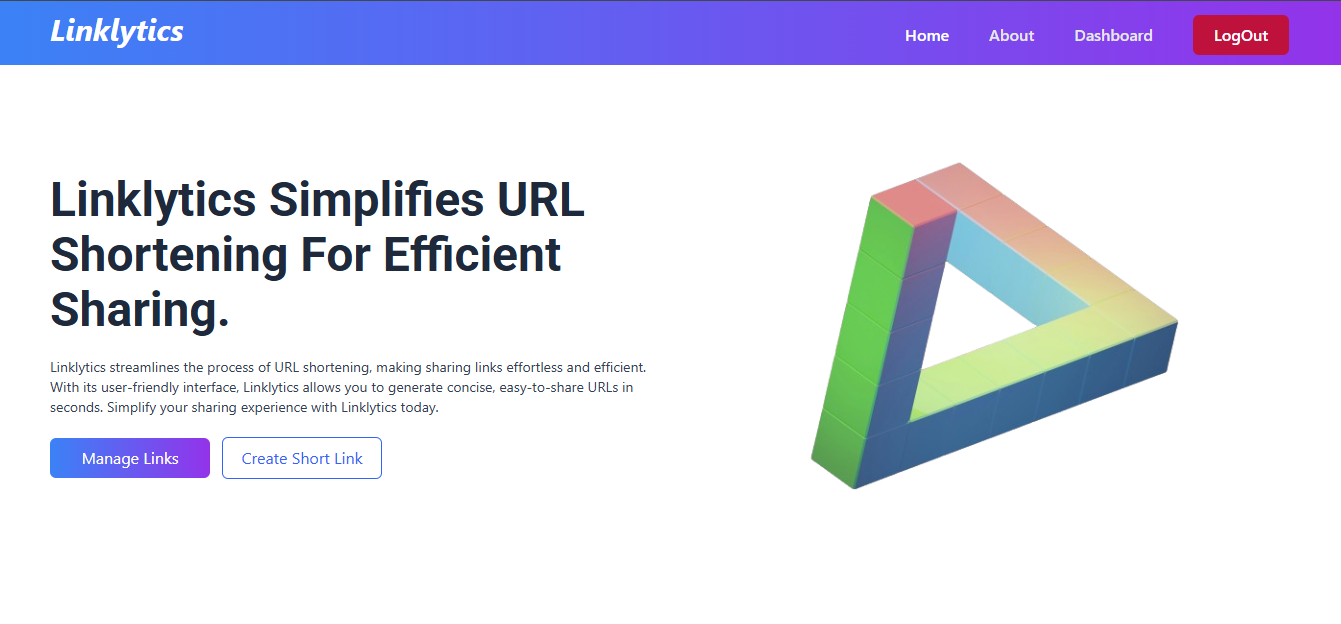 Linklytics
Home
About
Dashboard
LogOut
Linklytics Simplifies URL
Shortening For Efficient
Sharing.
Linklytics streamlines the process of URL shortening, making sharing links effortless and efficient.
With its user-friendly interface, Linklytics allows you to generate concise, easy-to-share URLs in
seconds. Simplify your sharing experience with Linklytics today.
Manage Links
Create Short Link